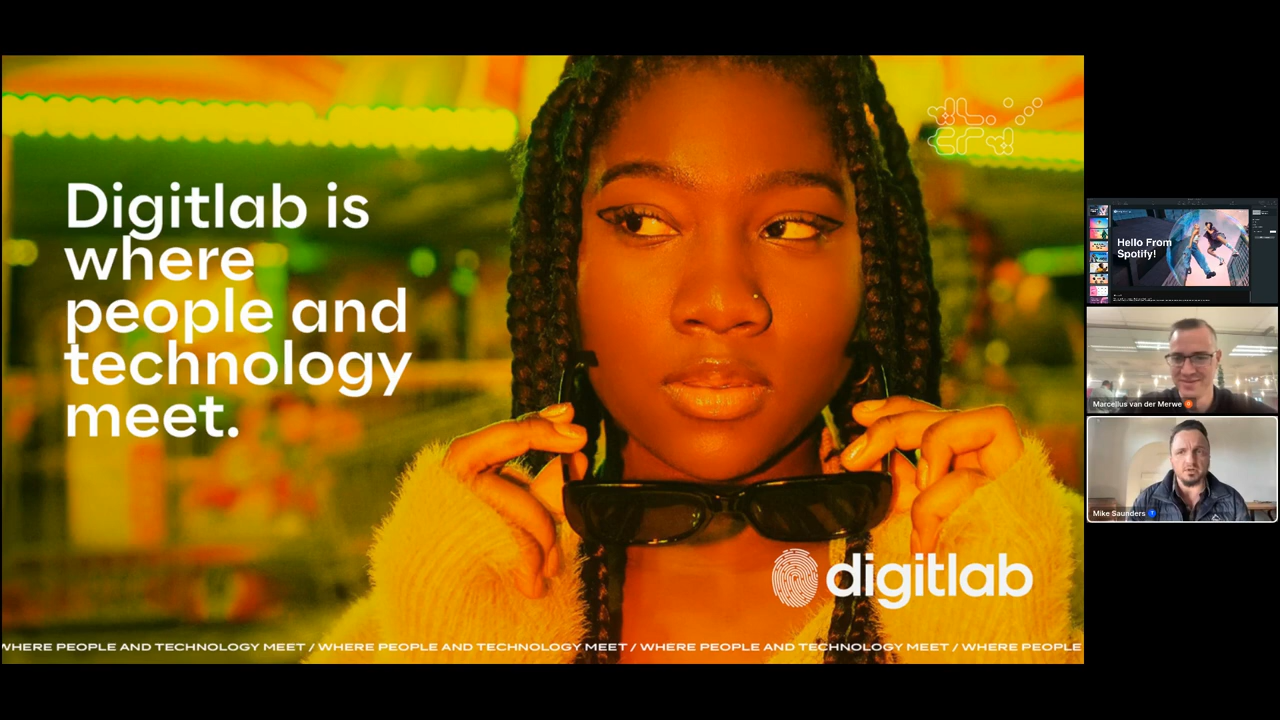 Digitlab is
where
people and
technology
meet.
digitlab
WHERE PEOPLE AND TECHNOLOGY MEET / WHERE PEOPLE AND TECHNOLOGY MEET / WHERE PEOPLE AND TECHNOLOGY MEET / WHERE PEOPLE
Hello From
Spotify!
Marcellus van der Merwe
Mike Saunders